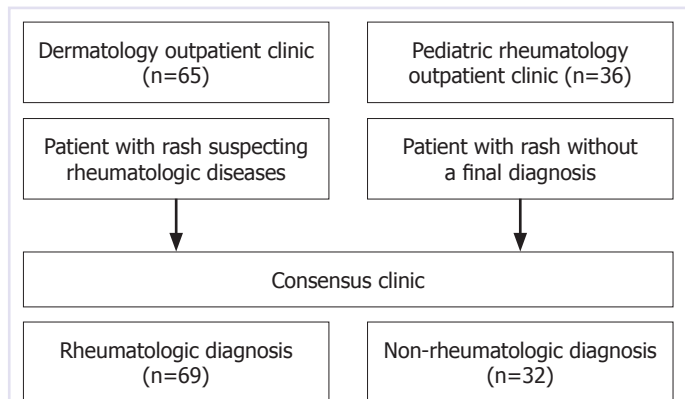 Dermatology outpatient clinic
(n=65)
Pediatric rheumatology
outpatient clinic (n=36)
Patient with rash suspecting
rheumatologic diseases
Patient with rash without
a final diagnosis
Consensus clinic
Rheumatologic diagnosis
(n=69)
Non-rheumatologic diagnosis
(n=32)